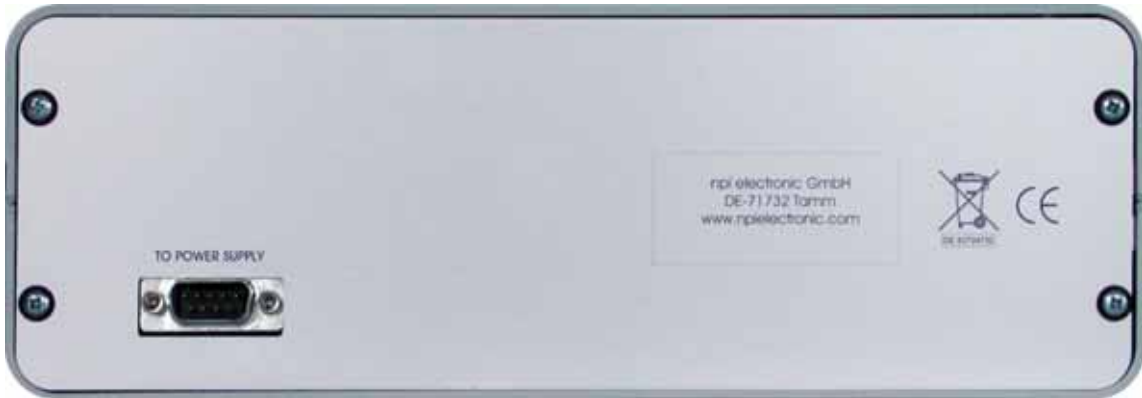 npi electronic GmbH
DE-71732 Tamm
www.npielectronic.com
CE
TO POWER SUPPLY